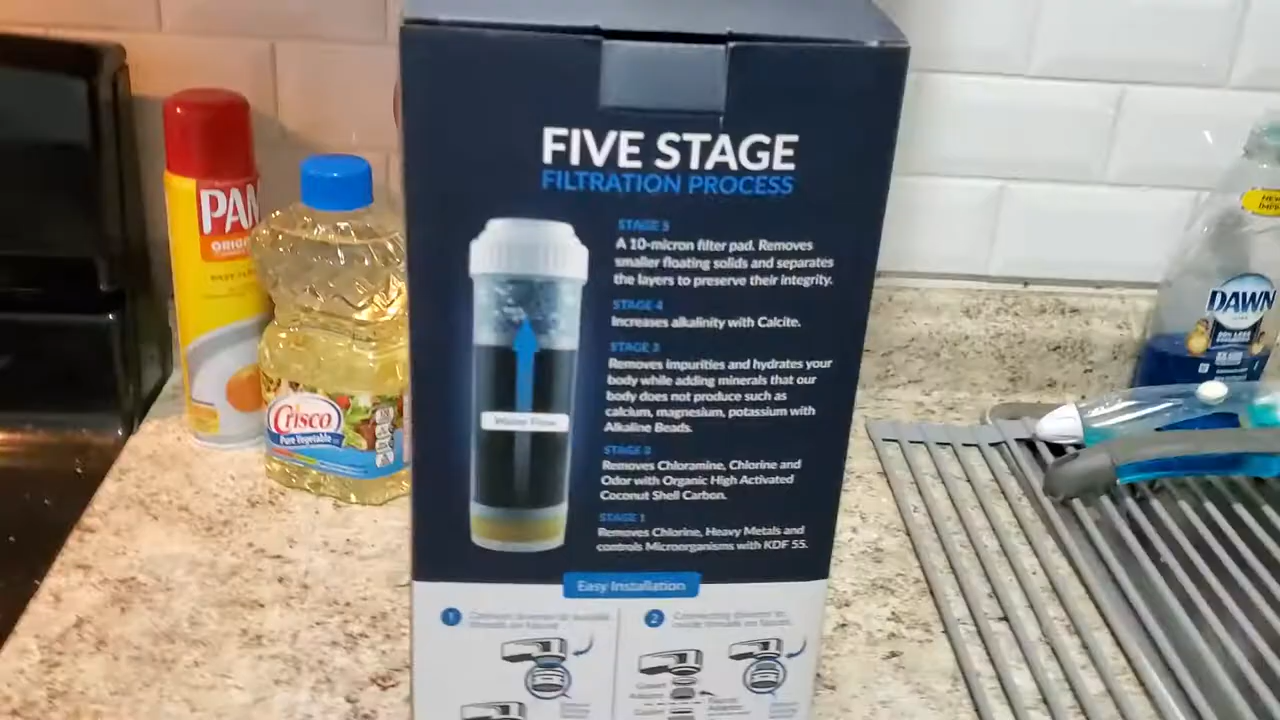 FIVE STAGE
FILTRATION PROCESS
STAGE 5
A 10-micron filter pad. Removes
smaller floating solids and separates
the layers to preserve their integrity.
STAGE 4
Increases alkalinity with Calcite.
STAGE 3
Removes impurities and hydrates your
body while adding minerals that our
body does not produce such as
calcium, magnesium, potassium with
Alkaline Beads.
STAGE 2
Removes Chloramine, Chlorine and
Odor with Organic High Activated
Coconut Shell Carbon.
STAGE 1
Removes Chlorine, Heavy Metals and
controls Microorganisms with KDF 55.
Water Flow
Easy Installation
1
2
PAM
Crisco
Pure Vegetable
DAWN